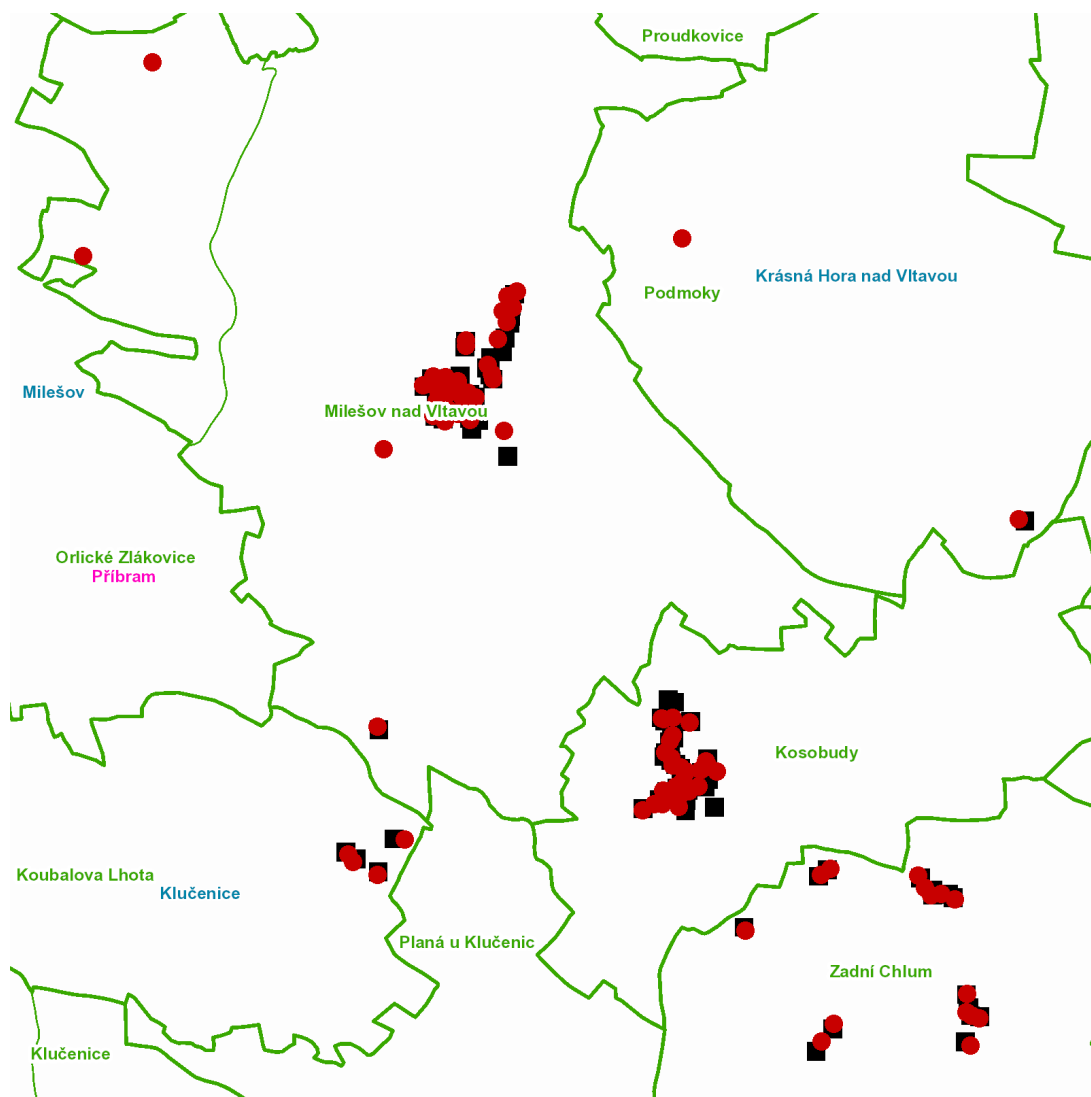 Proudkovice
Krásná Hora nad Vltavou
Podmoky
Milešov
Milešov nad Vltavou
Orlické Zlákovice
Příbram
Kosobudy
Koubalova Lhota
Klučenice
Planá u Klučenic
Zadní Chlum
Klučenice